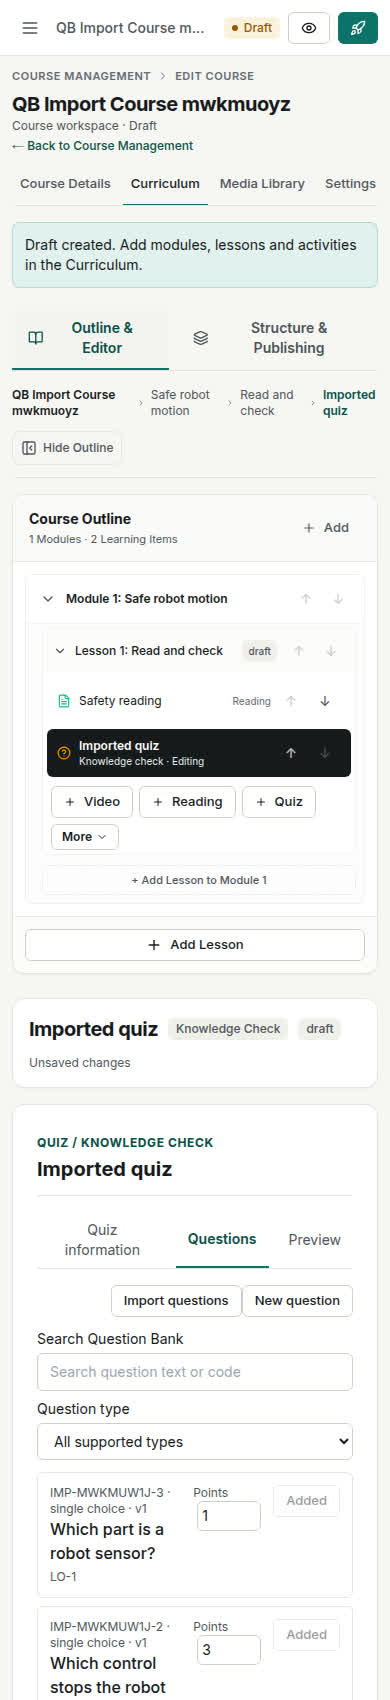 QB Import Course m...
Draft
COURSE MANAGEMENT > EDIT COURSE
QB Import Course mwkmuoyz
Course workspace · Draft
← Back to Course Management
Course Details
Curriculum
Media Library
Settings
Draft created. Add modules, lessons and activities
in the Curriculum.
Outline &
Editor
Structure &
Publishing
QB Import Course
mwkmuoyz
Safe robot
motion
Read and
check
Imported
quiz
Hide Outline
Course Outline
1 Modules · 2 Learning Items
+ Add
Module 1: Safe robot motion
Lesson 1: Read and check
draft
Safety reading
Reading
Imported quiz
Knowledge check · Editing
+ Video
+ Reading
+ Quiz
More
+ Add Lesson to Module 1
+ Add Lesson
Imported quiz
Knowledge Check
draft
Unsaved changes
QUIZ / KNOWLEDGE CHECK
Imported quiz
Quiz
information
Questions
Preview
Import questions
New question
Search Question Bank
Search question text or code
Question type
All supported types
IMP-MWKMUW1J-3 ·
single choice · v1
Which part is a
robot sensor?
LO-1
Points
1
Added
IMP-MWKMUW1J-2 ·
single choice · v1
Which control
stops the robot
Points
3
Added